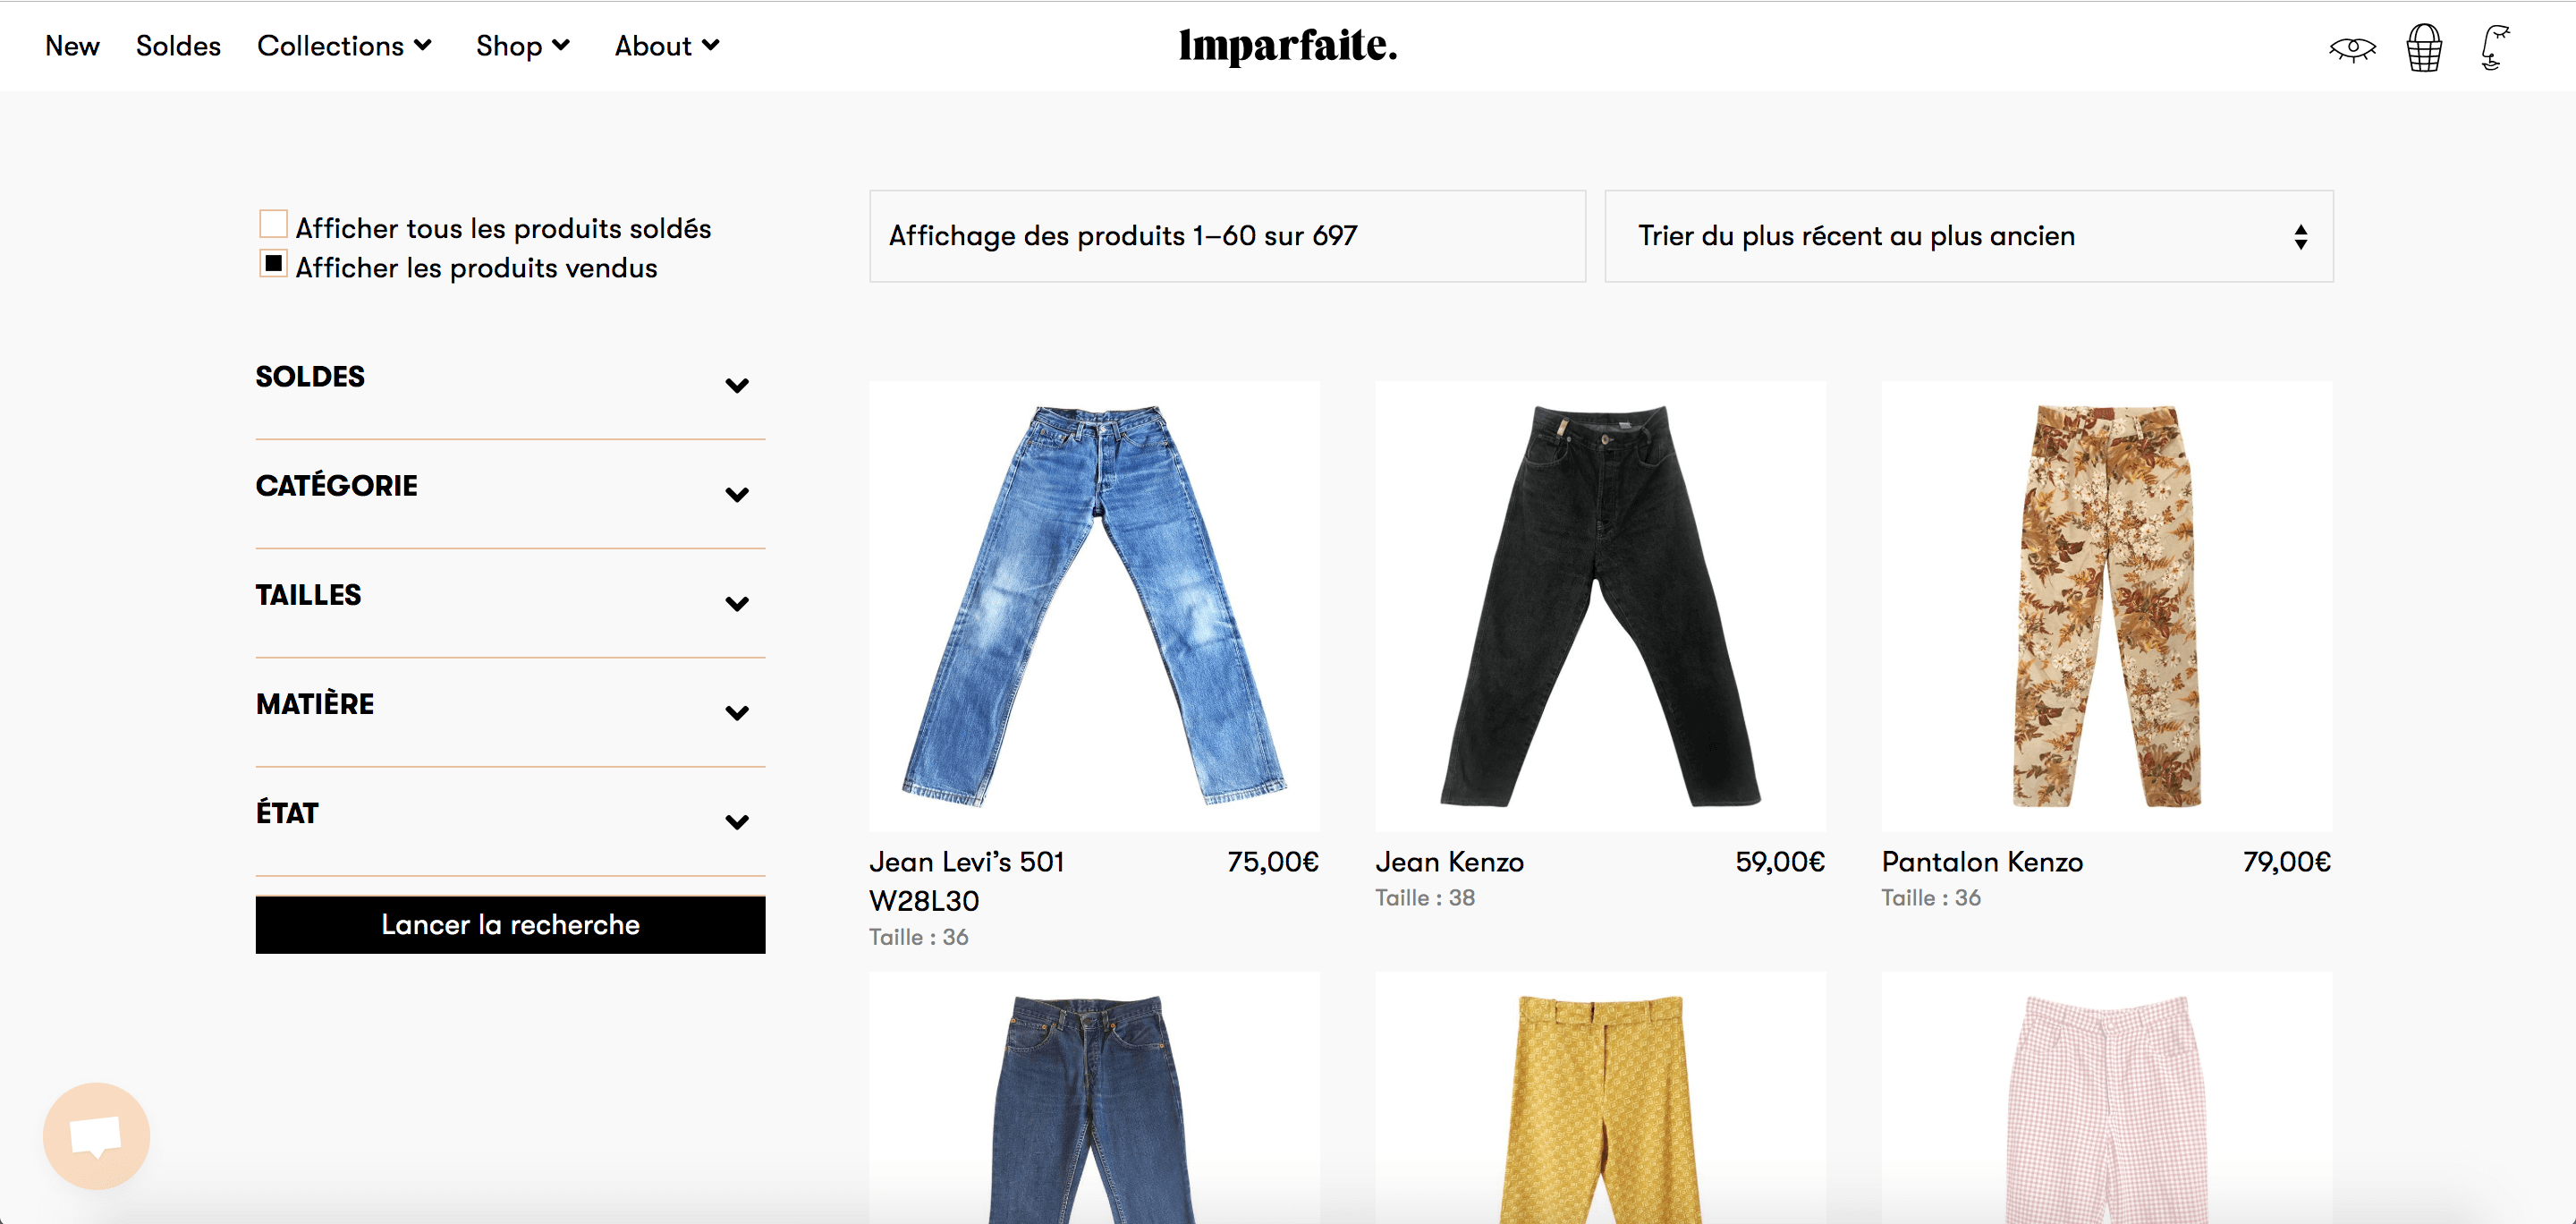 New Soldes Collections Shop About
Imparfaite.
Afficher tous les produits soldés
Afficher les produits vendus
Affichage des produits 1–60 sur 697
Trier du plus récent au plus ancien
SOLDES
CATÉGORIE
TAILLES
MATIÈRE
ÉTAT
Lancer la recherche
Jean Levi’s 501 75,00€
W28L30
Taille : 36
Jean Kenzo 59,00€
Taille : 38
Pantalon Kenzo 79,00€
Taille : 36